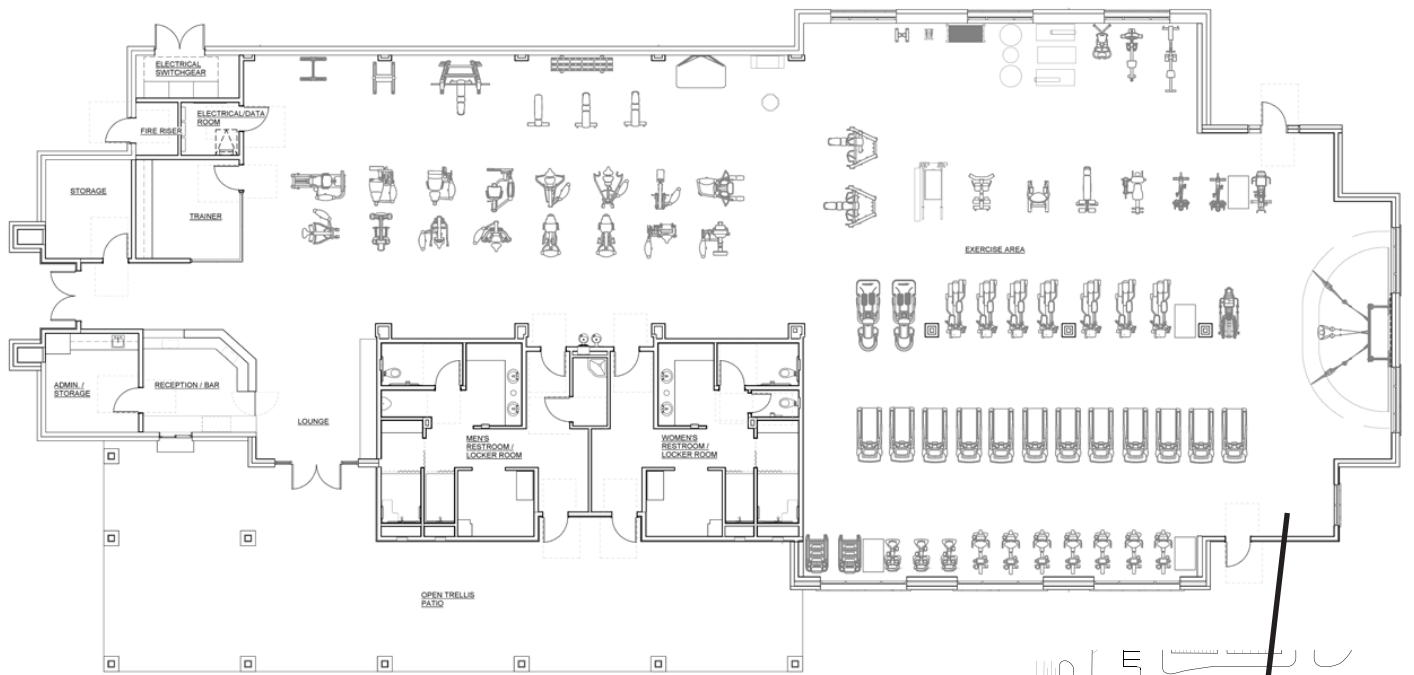 ELECTRICAL
SWITCHGEAR
ELECTRICAL/DATA
ROOM
FIRE RISER
STORAGE
TRAINER
EXERCISE AREA
ADMIN. /
STORAGE
RECEPTION / BAR
LOUNGE
MEN'S
RESTROOM /
LOCKER ROOM
WOMEN'S
RESTROOM /
LOCKER ROOM
OPEN TRELLIS
PATIO